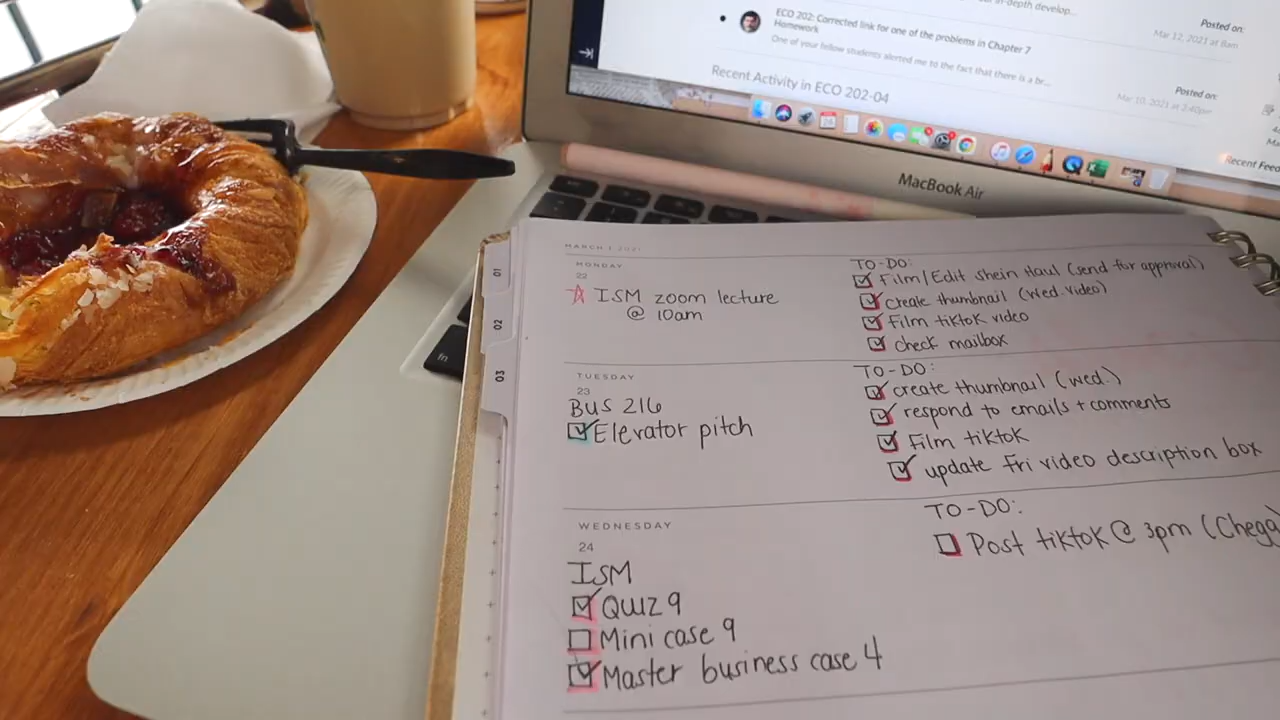 in-depth develop...
Posted on:
Mar 12, 2021 at 8am
ECO 202: Corrected link for one of the problems in Chapter 7
Homework
One of your fellow students alerted me to the fact that there is a br...
Posted on:
Mar 10, 2021 at 2:40pm
Recent Activity in ECO 202-04
Recent Feed
MacBook Air
fn
01
02
03
MARCH 2021
MONDAY
22
ISM zoom lecture
@ 10am
TO-DO:
Film/Edit shein Haul (send for approval)
create thumbnail (wed. video)
Film tiktok video
check mailbox
TUESDAY
23
BUS 216
Elevator pitch
TO-DO:
create thumbnail (wed.)
respond to emails + comments
Film tiktok
update Fri video description box
WEDNESDAY
24
ISM
Quiz 9
Mini case 9
Master business case 4
TO-DO:
Post tiktok @ 3pm (Chegg